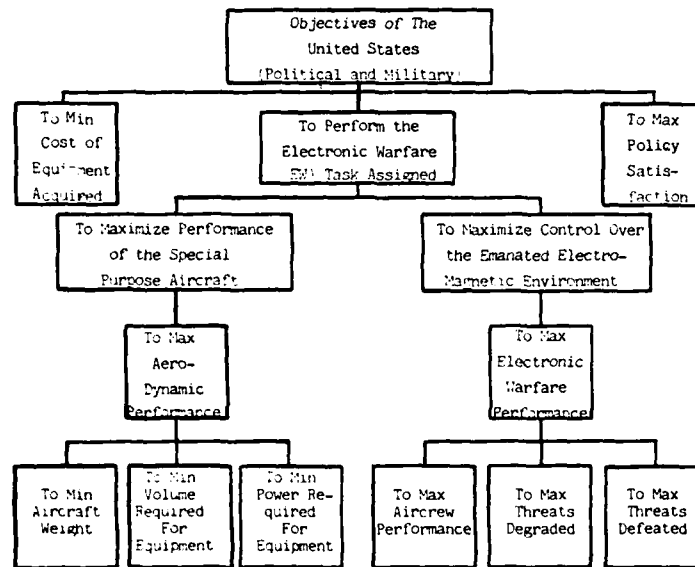 Objectives of The
United States
(Political and Military)
To Min
Cost of
Equipment
Acquired
To Perform the
Electronic Warfare
(EW) Task Assigned
To Max
Policy
Satis-
faction
To Maximize Performance
of the Special
Purpose Aircraft
To Maximize Control Over
the Emanated Electro-
Magnetic Environment
To Max
Aero-
Dynamic
Performance
To Max
Electronic
Warfare
Performance
To Min
Aircraft
Weight
To Min
Volume
Required
For
Equipment
To Min
Power Re-
quired
For
Equipment
To Max
Aircrew
Performance
To Max
Threats
Degraded
To Max
Threats
Defeated